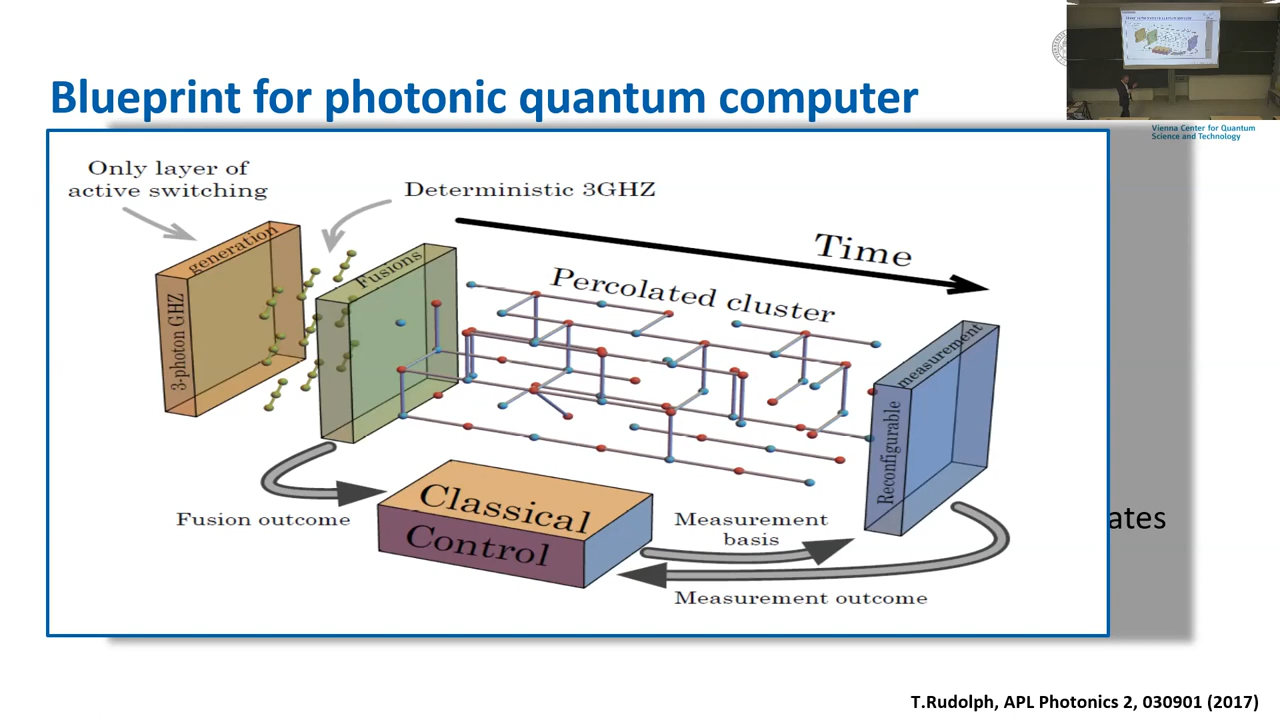 Blueprint for photonic quantum computer
Vienna Center for Quantum
Science and Technology
Only layer of
active switching
Deterministic 3GHZ
Time
Percolated cluster
generation
3-photon GHZ
Fusions
measurement
Reconfigurable
Classical
Control
Fusion outcome
Measurement
basis
Measurement outcome
ates
T.Rudolph, APL Photonics 2, 030901 (2017)